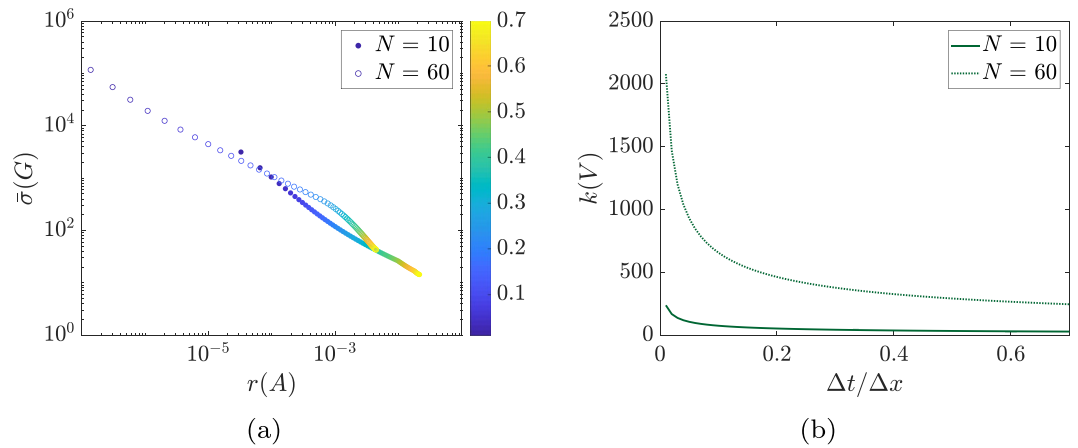 10^6
10^4
10^2
10^0
10^{-5}
10^{-3}
σ̄(G)
r(A)
N = 10
N = 60
0.7
0.6
0.5
0.4
0.3
0.2
0.1
(a)
2500
2000
1500
1000
500
0
0
0.2
0.4
0.6
k(V)
Δt/Δx
N = 10
N = 60
(b)